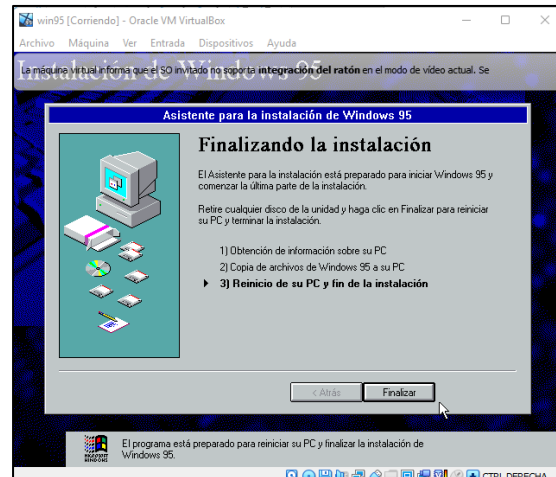 win95 [Corriendo] - Oracle VM VirtualBox
Archivo Máquina Ver Entrada Dispositivos Ayuda
Instalación de Windows 95
La máquina virtual informa que el SO invitado no soporta integración del ratón en el modo de vídeo actual. Se
Asistente para la instalación de Windows 95
Finalizando la instalación
El Asistente para la instalación está preparado para iniciar Windows 95 y
comenzar la última parte de la instalación.
Retire cualquier disco de la unidad y haga clic en Finalizar para reiniciar
su PC y terminar la instalación.
1) Obtención de información sobre su PC
2) Copia de archivos de Windows 95 a su PC
3) Reinicio de su PC y fin de la instalación
< Atrás Finalizar
El programa está preparado para reiniciar su PC y finalizar la instalación de
Windows 95.
MICROSOFT
WINDOWS
CTRL DERECHA